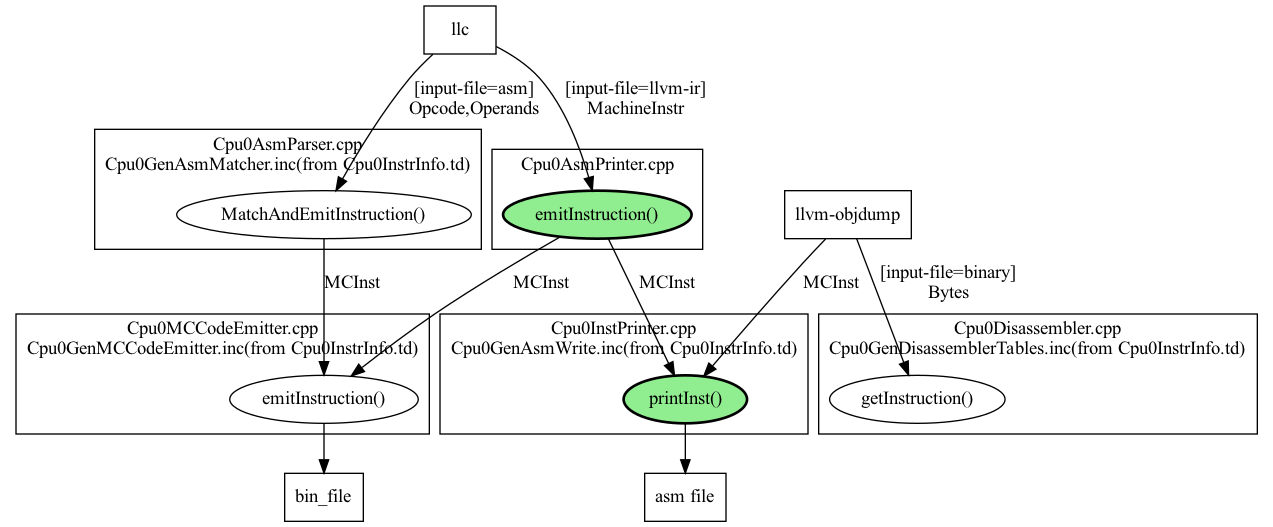 llc
[input-file=asm]
Opcode,Operands
[input-file=llvm-ir]
MachineInstr
Cpu0AsmParser.cpp
Cpu0GenAsmMatcher.inc(from Cpu0InstrInfo.td)
MatchAndEmitInstruction()
Cpu0AsmPrinter.cpp
emitInstruction()
llvm-objdump
MCInst
MCInst
MCInst
MCInst
[input-file=binary]
Bytes
Cpu0MCCodeEmitter.cpp
Cpu0GenMCCodeEmitter.inc(from Cpu0InstrInfo.td)
emitInstruction()
Cpu0InstPrinter.cpp
Cpu0GenAsmWrite.inc(from Cpu0InstrInfo.td)
printInst()
Cpu0Disassembler.cpp
Cpu0GenDisassemblerTables.inc(from Cpu0InstrInfo.td)
getInstruction()
bin_file
asm file